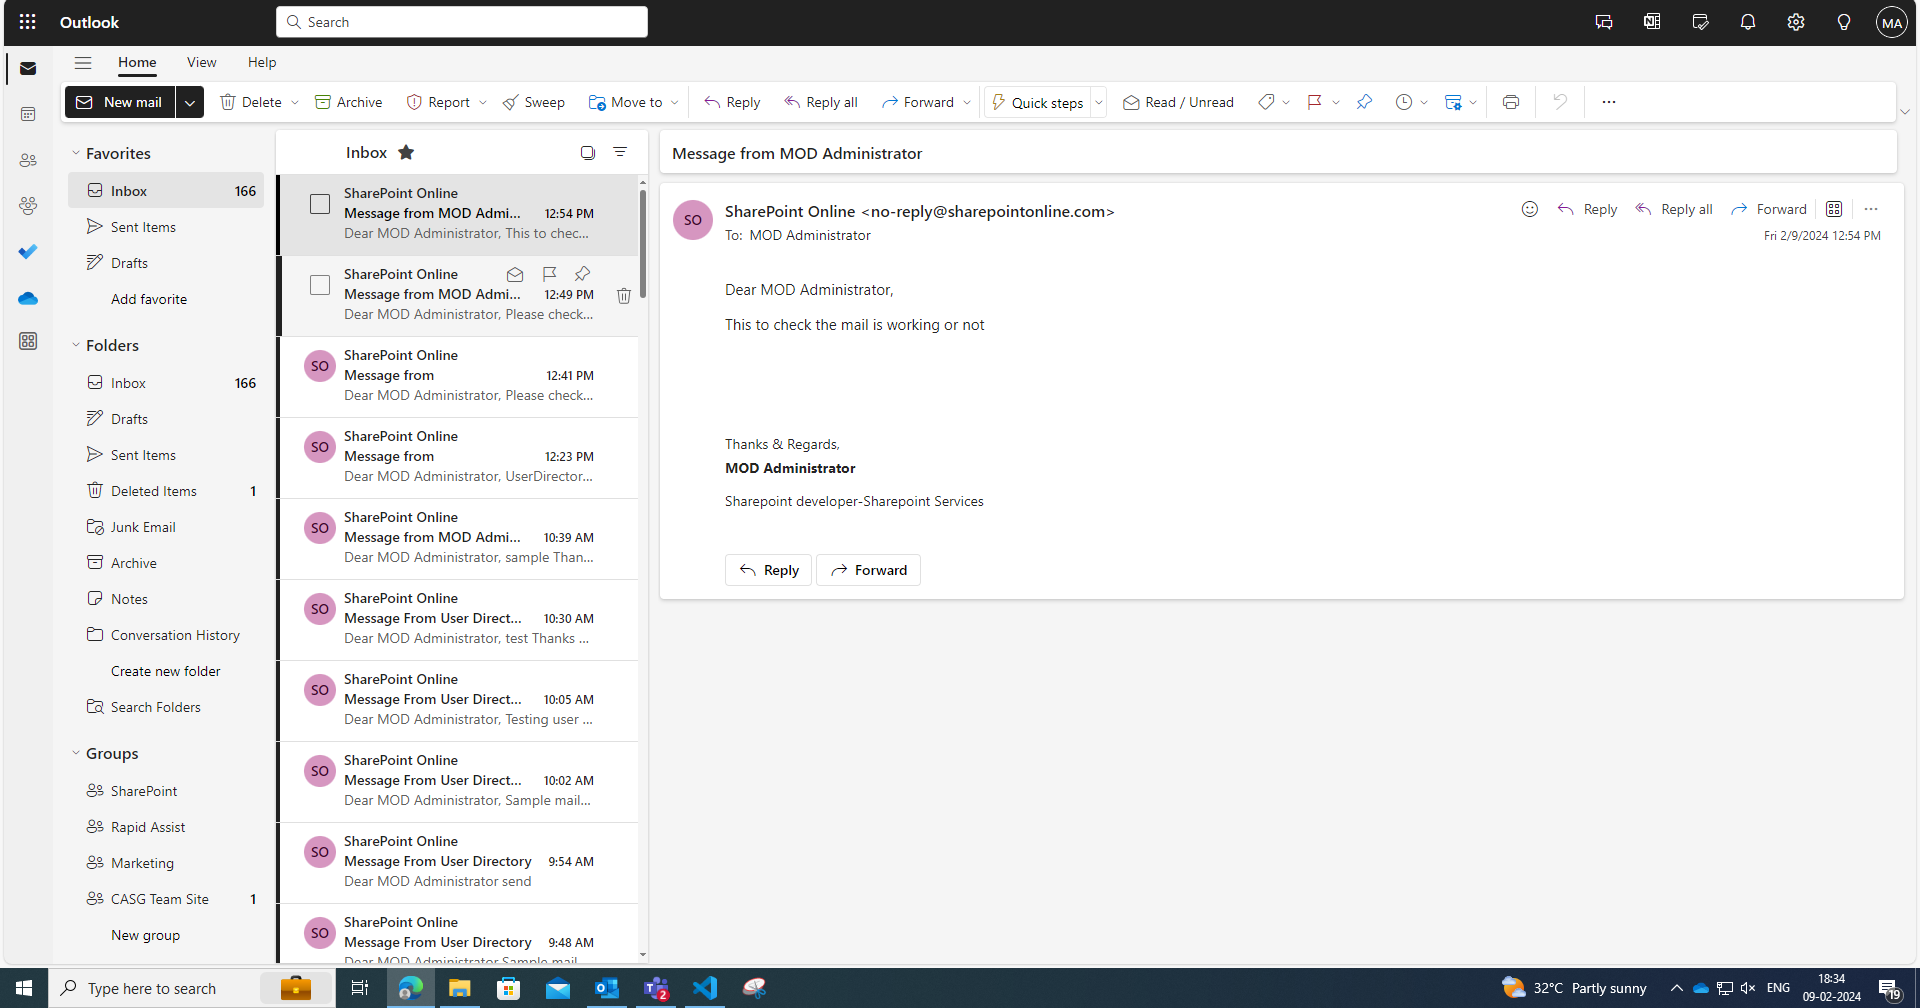 Outlook
Search
MA
Home View Help
New mail Delete Archive Report Sweep Move to Reply Reply all Forward Quick steps Read / Unread
Favorites
Inbox 166
Sent Items
Drafts
Add favorite
Folders
Inbox 166
Drafts
Sent Items
Deleted Items 1
Junk Email
Archive
Notes
Conversation History
Create new folder
Search Folders
Groups
SharePoint
Rapid Assist
Marketing
CASG Team Site 1
New group
Inbox
SharePoint Online
Message from MOD Admi... 12:54 PM
Dear MOD Administrator, This to chec...
SharePoint Online
Message from MOD Admi... 12:49 PM
Dear MOD Administrator, Please check...
SO
SharePoint Online
Message from 12:41 PM
Dear MOD Administrator, Please check...
SO
SharePoint Online
Message from 12:23 PM
Dear MOD Administrator, UserDirector...
SO
SharePoint Online
Message from MOD Admi... 10:39 AM
Dear MOD Administrator, sample Than...
SO
SharePoint Online
Message From User Direct... 10:30 AM
Dear MOD Administrator, test Thanks ...
SO
SharePoint Online
Message From User Direct... 10:05 AM
Dear MOD Administrator, Testing user ...
SO
SharePoint Online
Message From User Direct... 10:02 AM
Dear MOD Administrator, Sample mail...
SO
SharePoint Online
Message From User Directory 9:54 AM
Dear MOD Administrator send
SO
SharePoint Online
Message From User Directory 9:48 AM
Dear MOD Administrator Sample mail
Message from MOD Administrator
SO
SharePoint Online <no-reply@sharepointonline.com>
To: MOD Administrator
Reply Reply all Forward
Fri 2/9/2024 12:54 PM
Dear MOD Administrator,
This to check the mail is working or not
Thanks & Regards,
MOD Administrator
Sharepoint developer-Sharepoint Services
Reply Forward
Type here to search
2
32°C Partly sunny
ENG
18:34
09-02-2024
19